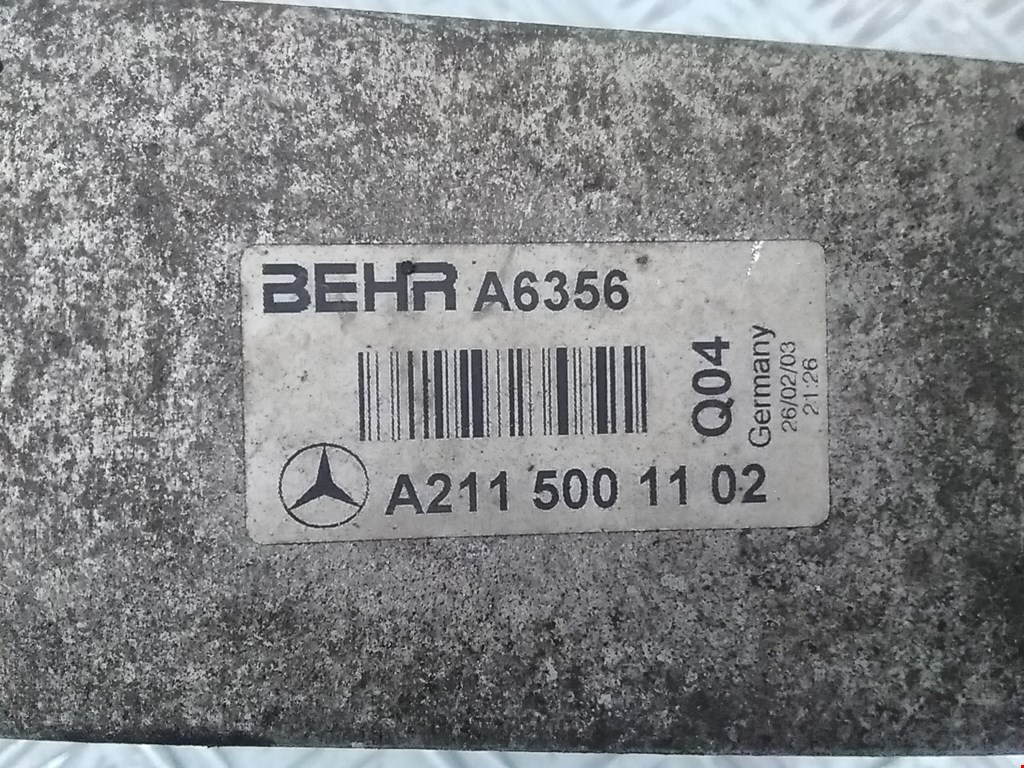 BEHR A6356
Q04
Germany
26/02/03
21:26
A211 500 11 02